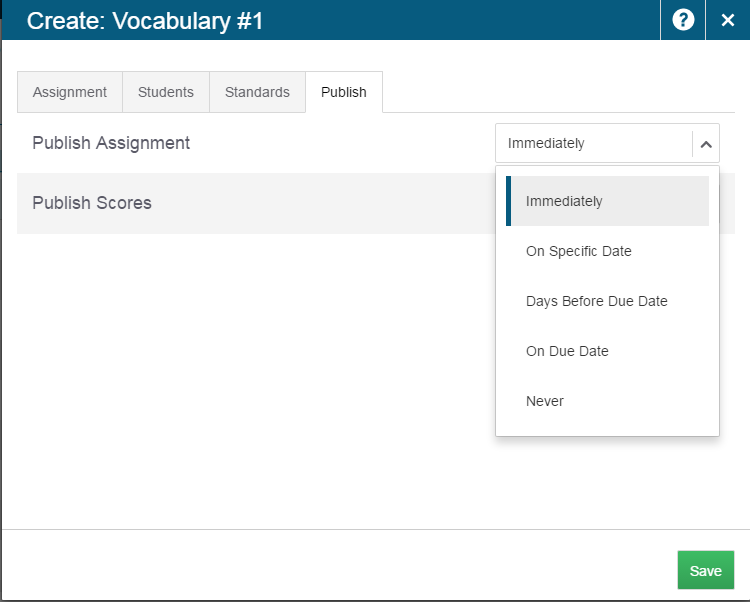 Create: Vocabulary #1
?
Assignment
Students
Standards
Publish
Publish Assignment
Immediately
Publish Scores
Immediately
On Specific Date
Days Before Due Date
On Due Date
Never
Save